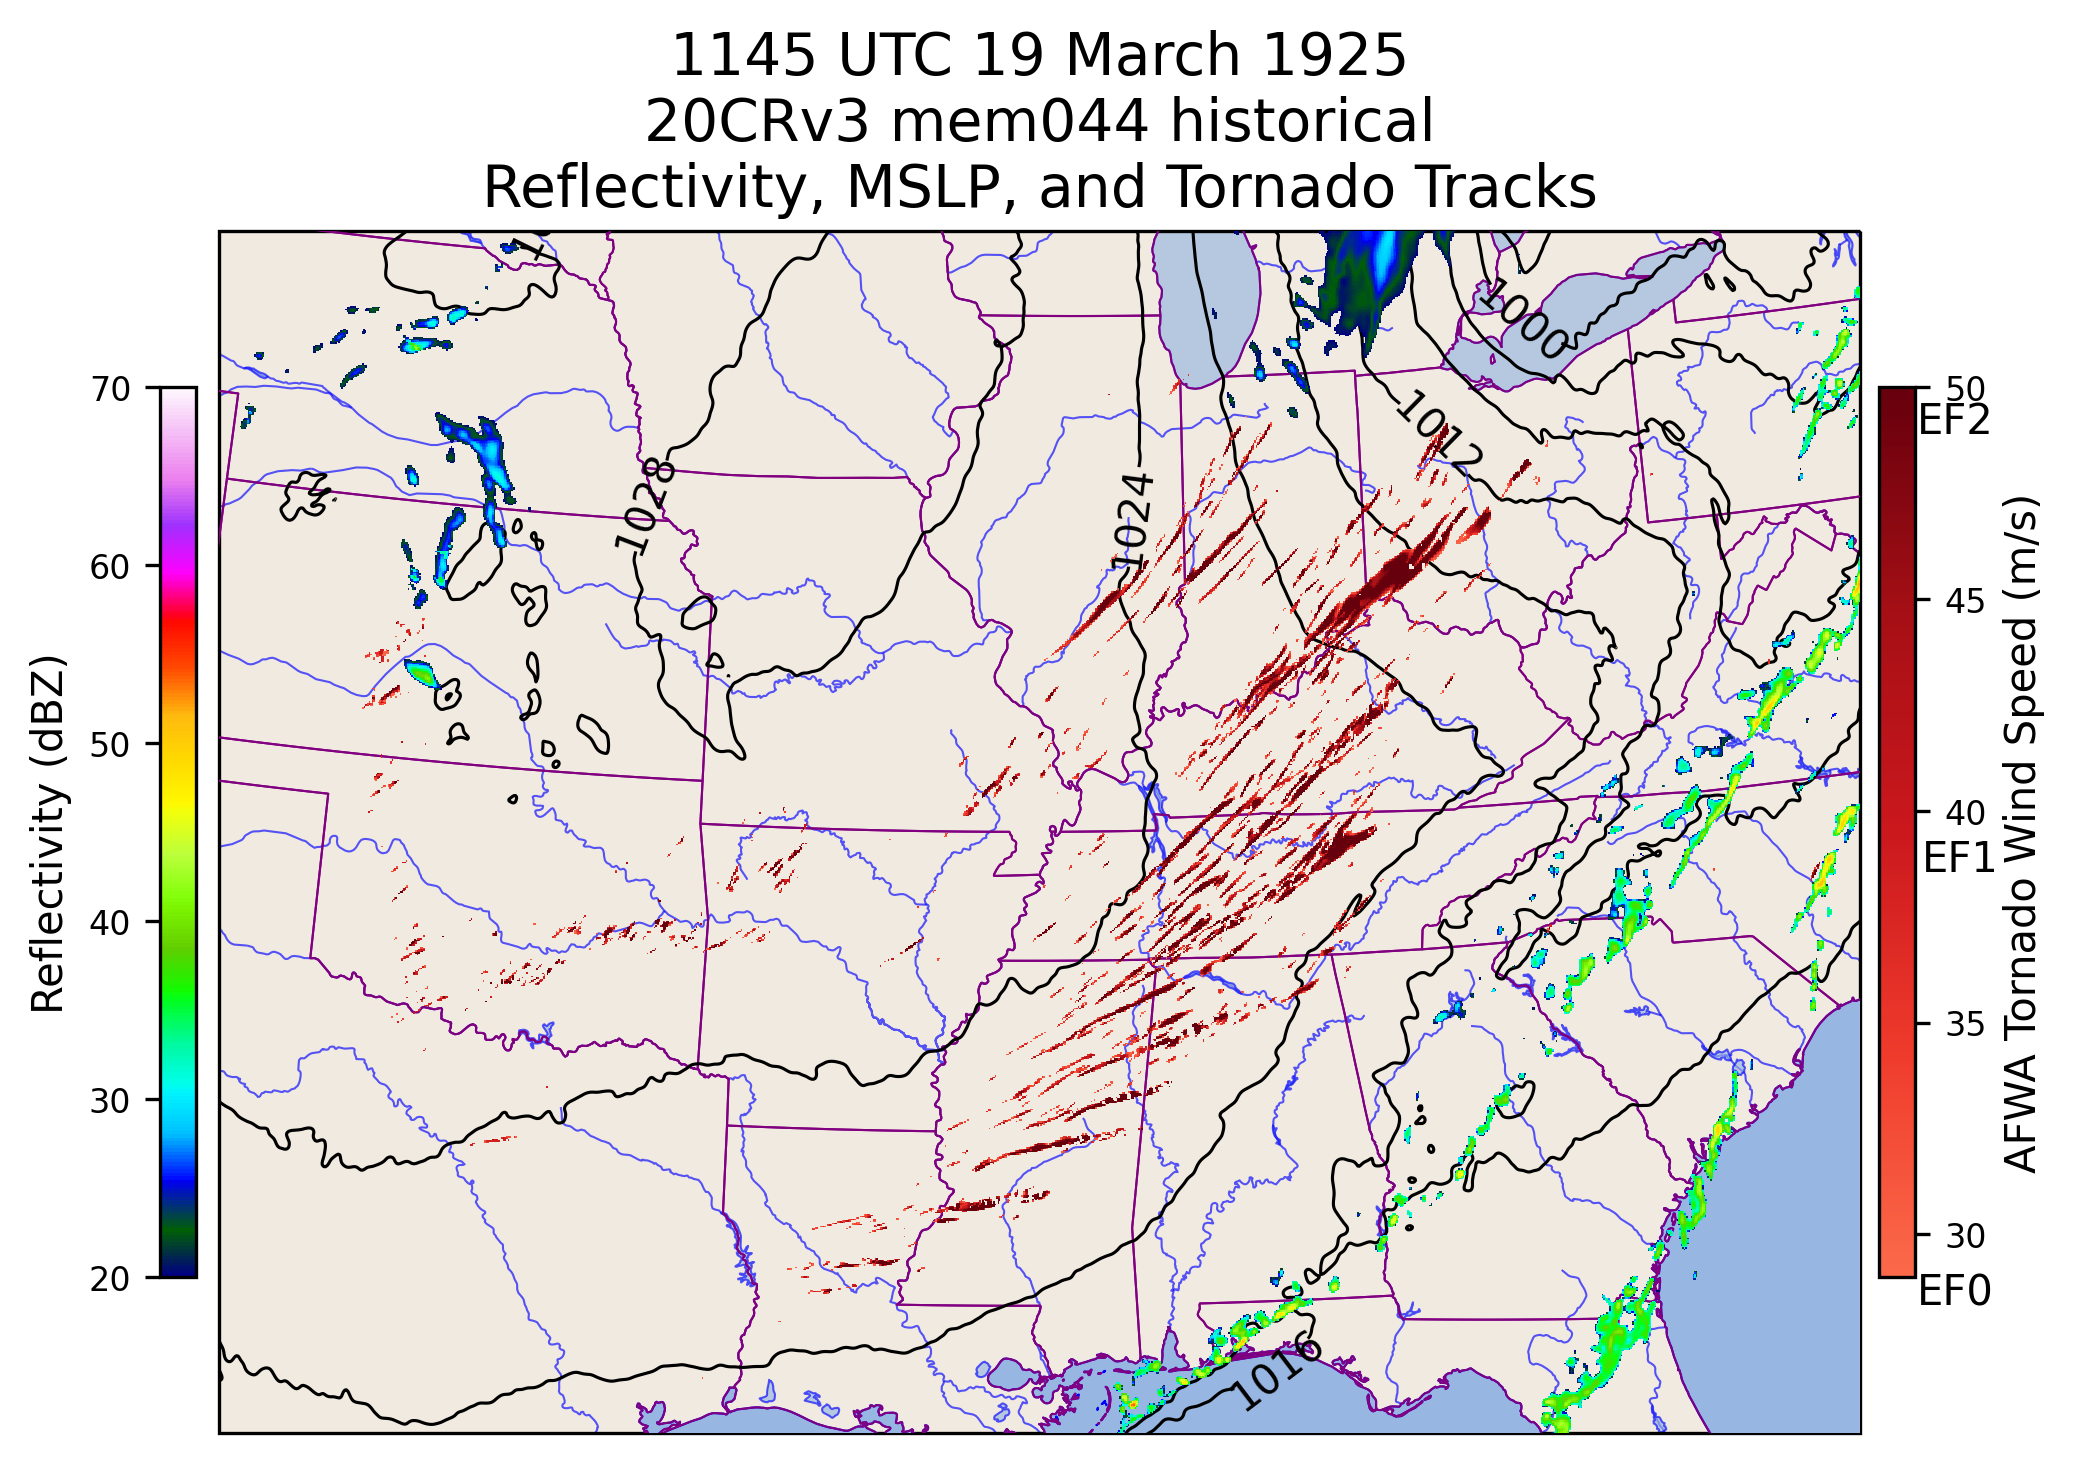 1145 UTC 19 March 1925
20CRv3 mem044 historical
Reflectivity, MSLP, and Tornado Tracks
1000
1012
1028
1024
1016
70
60
50
40
30
20
Reflectivity (dBZ)
50
EF2
45
40
EF1
35
30
EF0
AFWA Tornado Wind Speed (m/s)